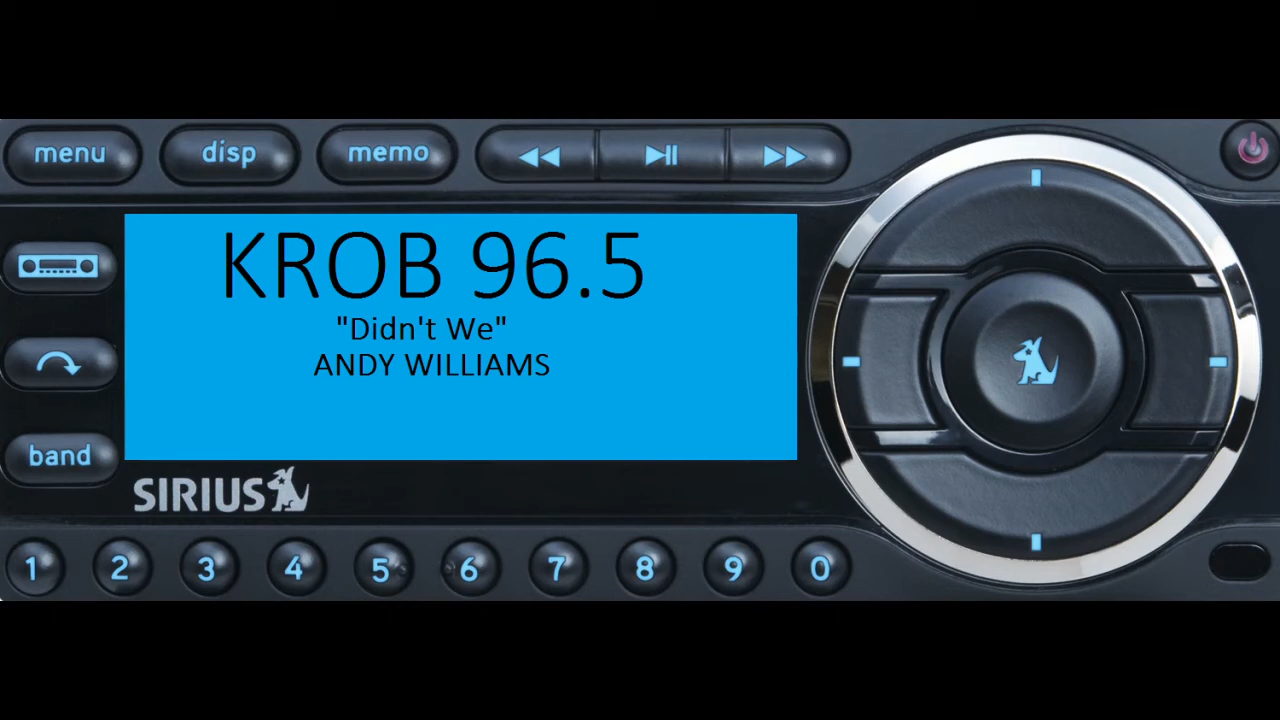 menu disp memo
KROB 96.5
"Didn't We"
ANDY WILLIAMS
band
SIRIUS
1 2 3 4 5 6 7 8 9 0